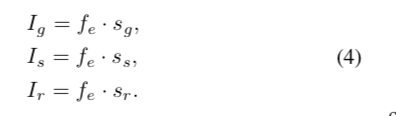 I_g = f_e · s_g,
I_s = f_e · s_s, (4)
I_r = f_e · s_r.